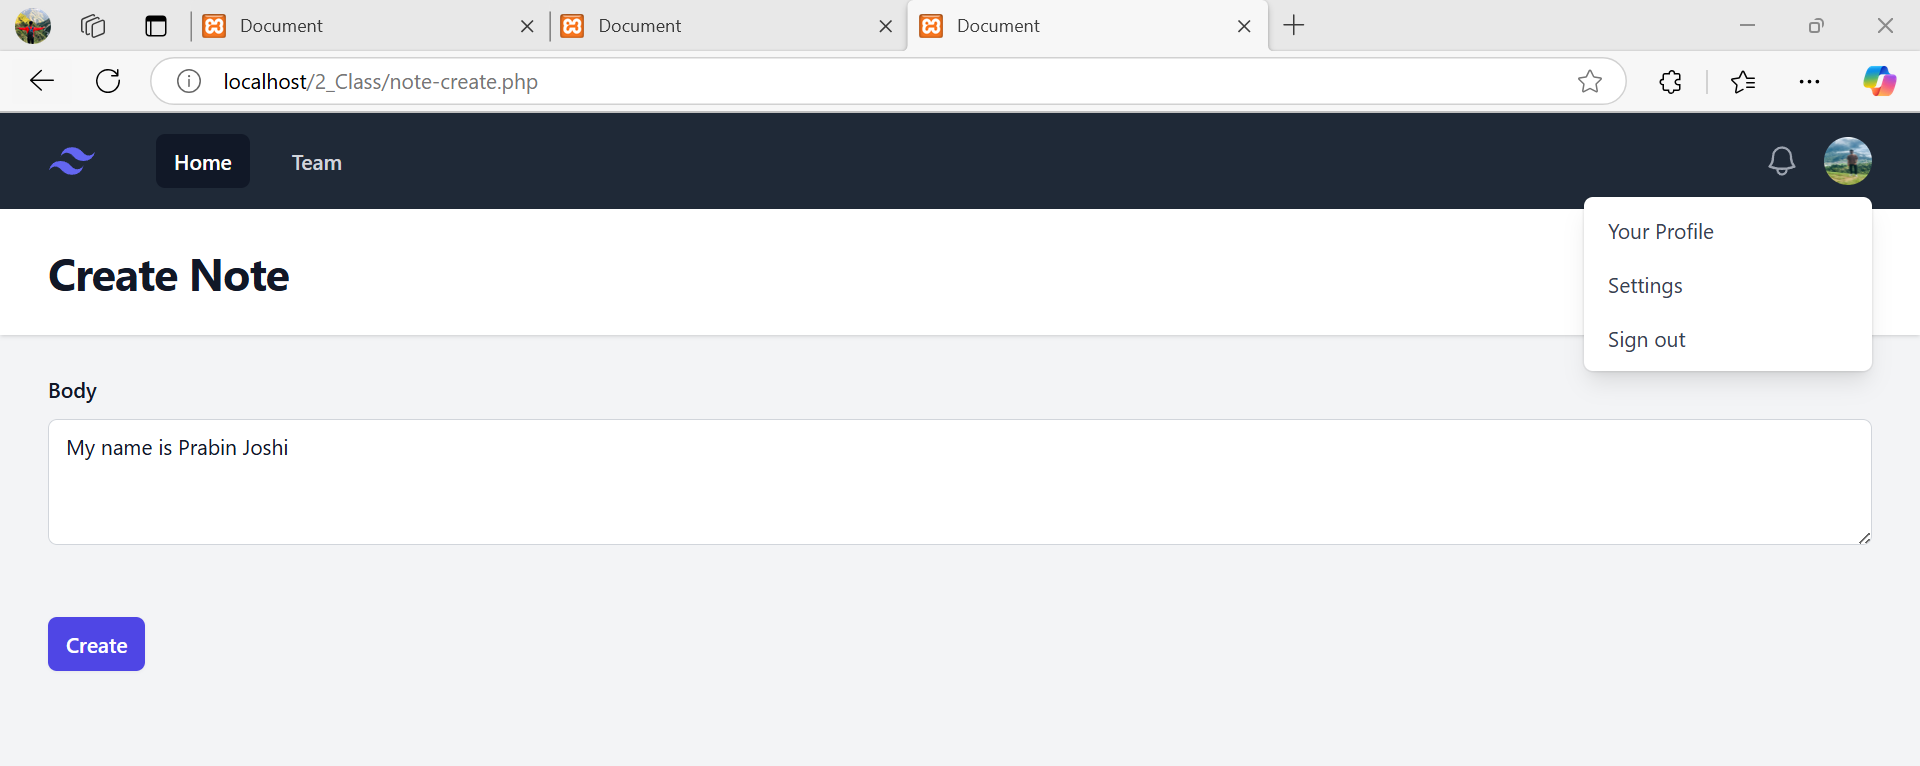 Document
Document
Document
localhost/2_Class/note-create.php
Home
Team
Your Profile
Create Note
Settings
Sign out
Body
My name is Prabin Joshi
Create